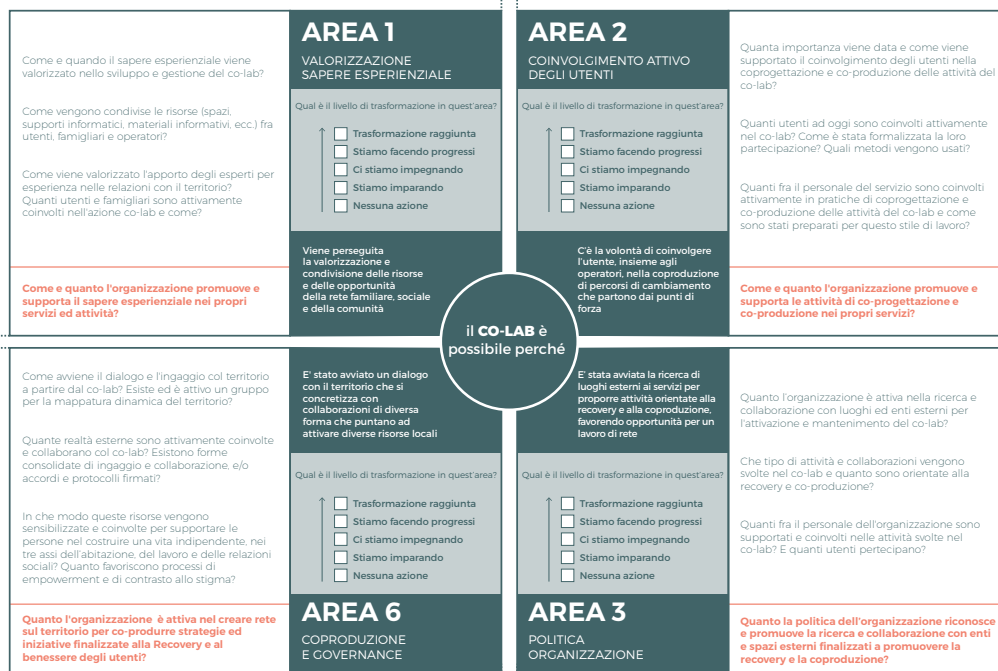 Come e quando il sapere esperienziale viene
valorizzato nello sviluppo e gestione del co-lab?
Come vengono condivise le risorse (spazi,
supporti informatici, materiali informativi, ecc.) fra
utenti, famigliari e operatori?
Come viene valorizzato l'apporto degli esperti per
esperienza nelle relazioni con il territorio?
Quanti utenti e famigliari sono attivamente
coinvolti nell'azione co-lab e come?
Come e quanto l'organizzazione promuove e
supporta il sapere esperienziale nei propri
servizi ed attività?
AREA 1
VALORIZZAZIONE
SAPERE ESPERIENZIALE
Qual è il livello di trasformazione in quest'area?
Trasformazione raggiunta
Stiamo facendo progressi
Ci stiamo impegnando
Stiamo imparando
Nessuna azione
Viene perseguita
la valorizzazione e
condivisione delle risorse
e delle opportunità
della rete familiare, sociale
e della comunità
AREA 2
COINVOLGIMENTO ATTIVO
DEGLI UTENTI
Qual è il livello di trasformazione in quest'area?
Trasformazione raggiunta
Stiamo facendo progressi
Ci stiamo impegnando
Stiamo imparando
Nessuna azione
C'è la volontà di coinvolgere
l'utente, insieme agli
operatori, nella coproduzione
di percorsi di cambiamento
che partono dai punti di
forza
Quanta importanza viene data e come viene
supportato il coinvolgimento degli utenti nella
coprogettazione e co-produzione delle attività del
co-lab?
Quanti utenti ad oggi sono coinvolti attivamente
nel co-lab? Come è stata formalizzata la loro
partecipazione? Quali metodi vengono usati?
Quanti fra il personale del servizio sono coinvolti
attivamente in pratiche di coprogettazione e
co-produzione delle attività del co-lab e come
sono stati preparati per questo stile di lavoro?
Come e quanto l'organizzazione promuove e
supporta le attività di co-progettazione e
co-produzione nei propri servizi?
il CO-LAB è
possibile perché
Come avviene il dialogo e l'ingaggio col territorio
a partire dal co-lab? Esiste ed è attivo un gruppo
per la mappatura dinamica del territorio?
Quante realtà esterne sono attivamente coinvolte
e collaborano col co-lab? Esistono forme
consolidate di ingaggio e collaborazione, e/o
accordi e protocolli firmati?
In che modo queste risorse vengono
sensibilizzate e coinvolte per supportare le
persone nel costruire una vita indipendente, nei
tre assi dell'abitazione, del lavoro e delle relazioni
sociali? Quanto favoriscono processi di
empowerment e di contrasto allo stigma?
Quanto l'organizzazione è attiva nel creare rete
sul territorio per co-produrre strategie ed
iniziative finalizzate alla Recovery e al
benessere degli utenti?
E' stato avviato un dialogo
con il territorio che si
concretizza con
collaborazioni di diversa
forma che puntano ad
attivare diverse risorse locali
Qual è il livello di trasformazione in quest'area?
Trasformazione raggiunta
Stiamo facendo progressi
Ci stiamo impegnando
Stiamo imparando
Nessuna azione
AREA 6
COPRODUZIONE
E GOVERNANCE
E' stata avviata la ricerca di
luoghi esterni ai servizi per
proporre attività orientate alla
recovery e alla coproduzione,
favorendo opportunità per un
lavoro di rete
Qual è il livello di trasformazione in quest'area?
Trasformazione raggiunta
Stiamo facendo progressi
Ci stiamo impegnando
Stiamo imparando
Nessuna azione
AREA 3
POLITICA
ORGANIZZAZIONE
Quanto l'organizzazione è attiva nella ricerca e
collaborazione con luoghi ed enti esterni per
l'attivazione e mantenimento del co-lab?
Che tipo di attività e collaborazioni vengono
svolte nel co-lab e quanto sono orientate alla
recovery e co-produzione?
Quanti fra il personale dell'organizzazione sono
supportati e coinvolti nelle attività svolte nel
co-lab? E quanti utenti pertecipano?
Quanto la politica dell'organizzazione riconosce
e promuove la ricerca e collaborazione con enti
e spazi esterni finalizzati a promuovere la
recovery e la coproduzione?